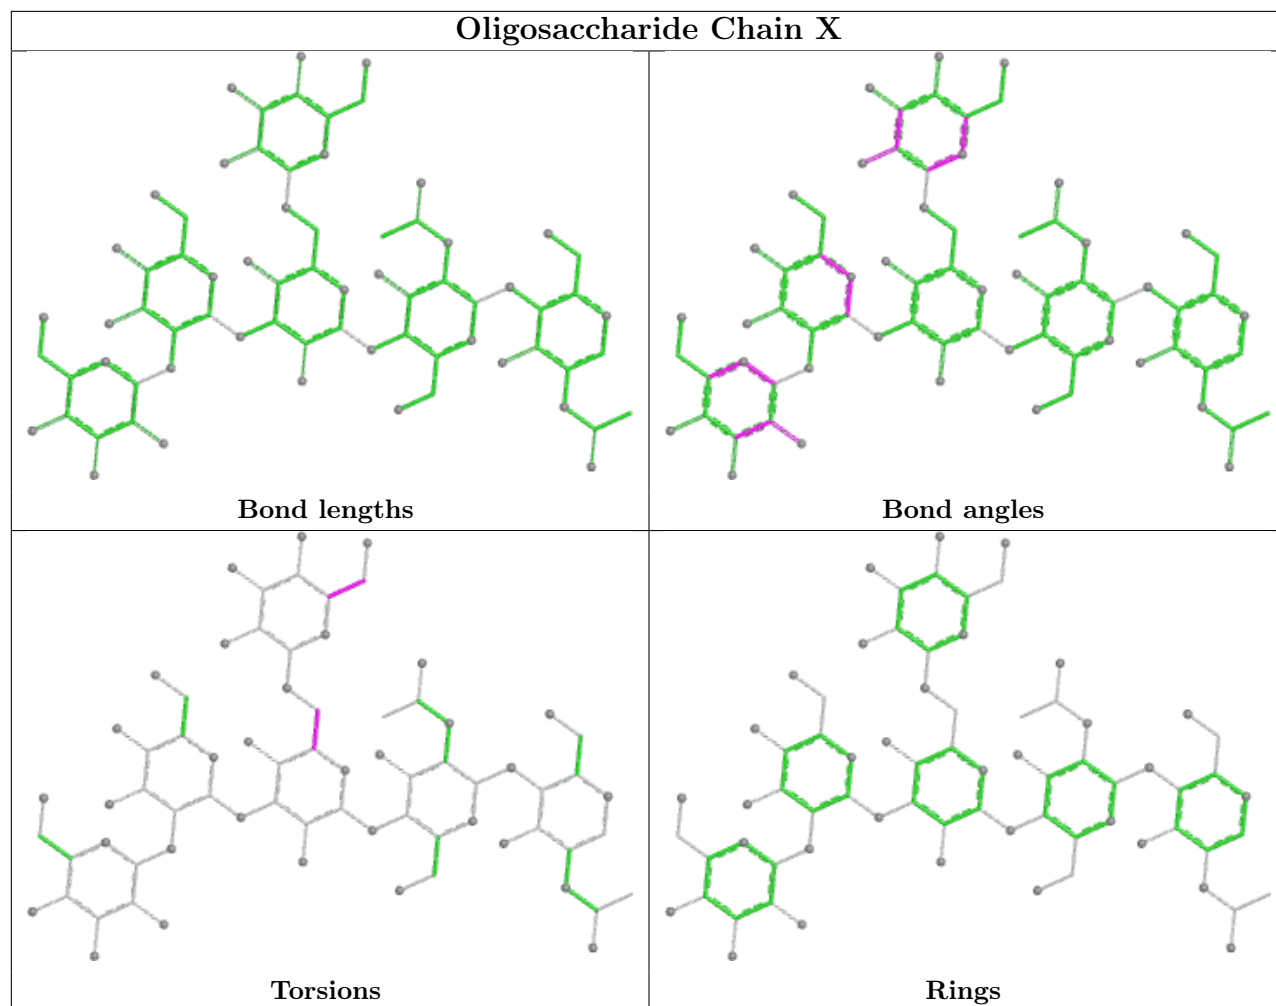 Oligosaccharide Chain X
Bond lengths
Bond angles
Torsions
Rings